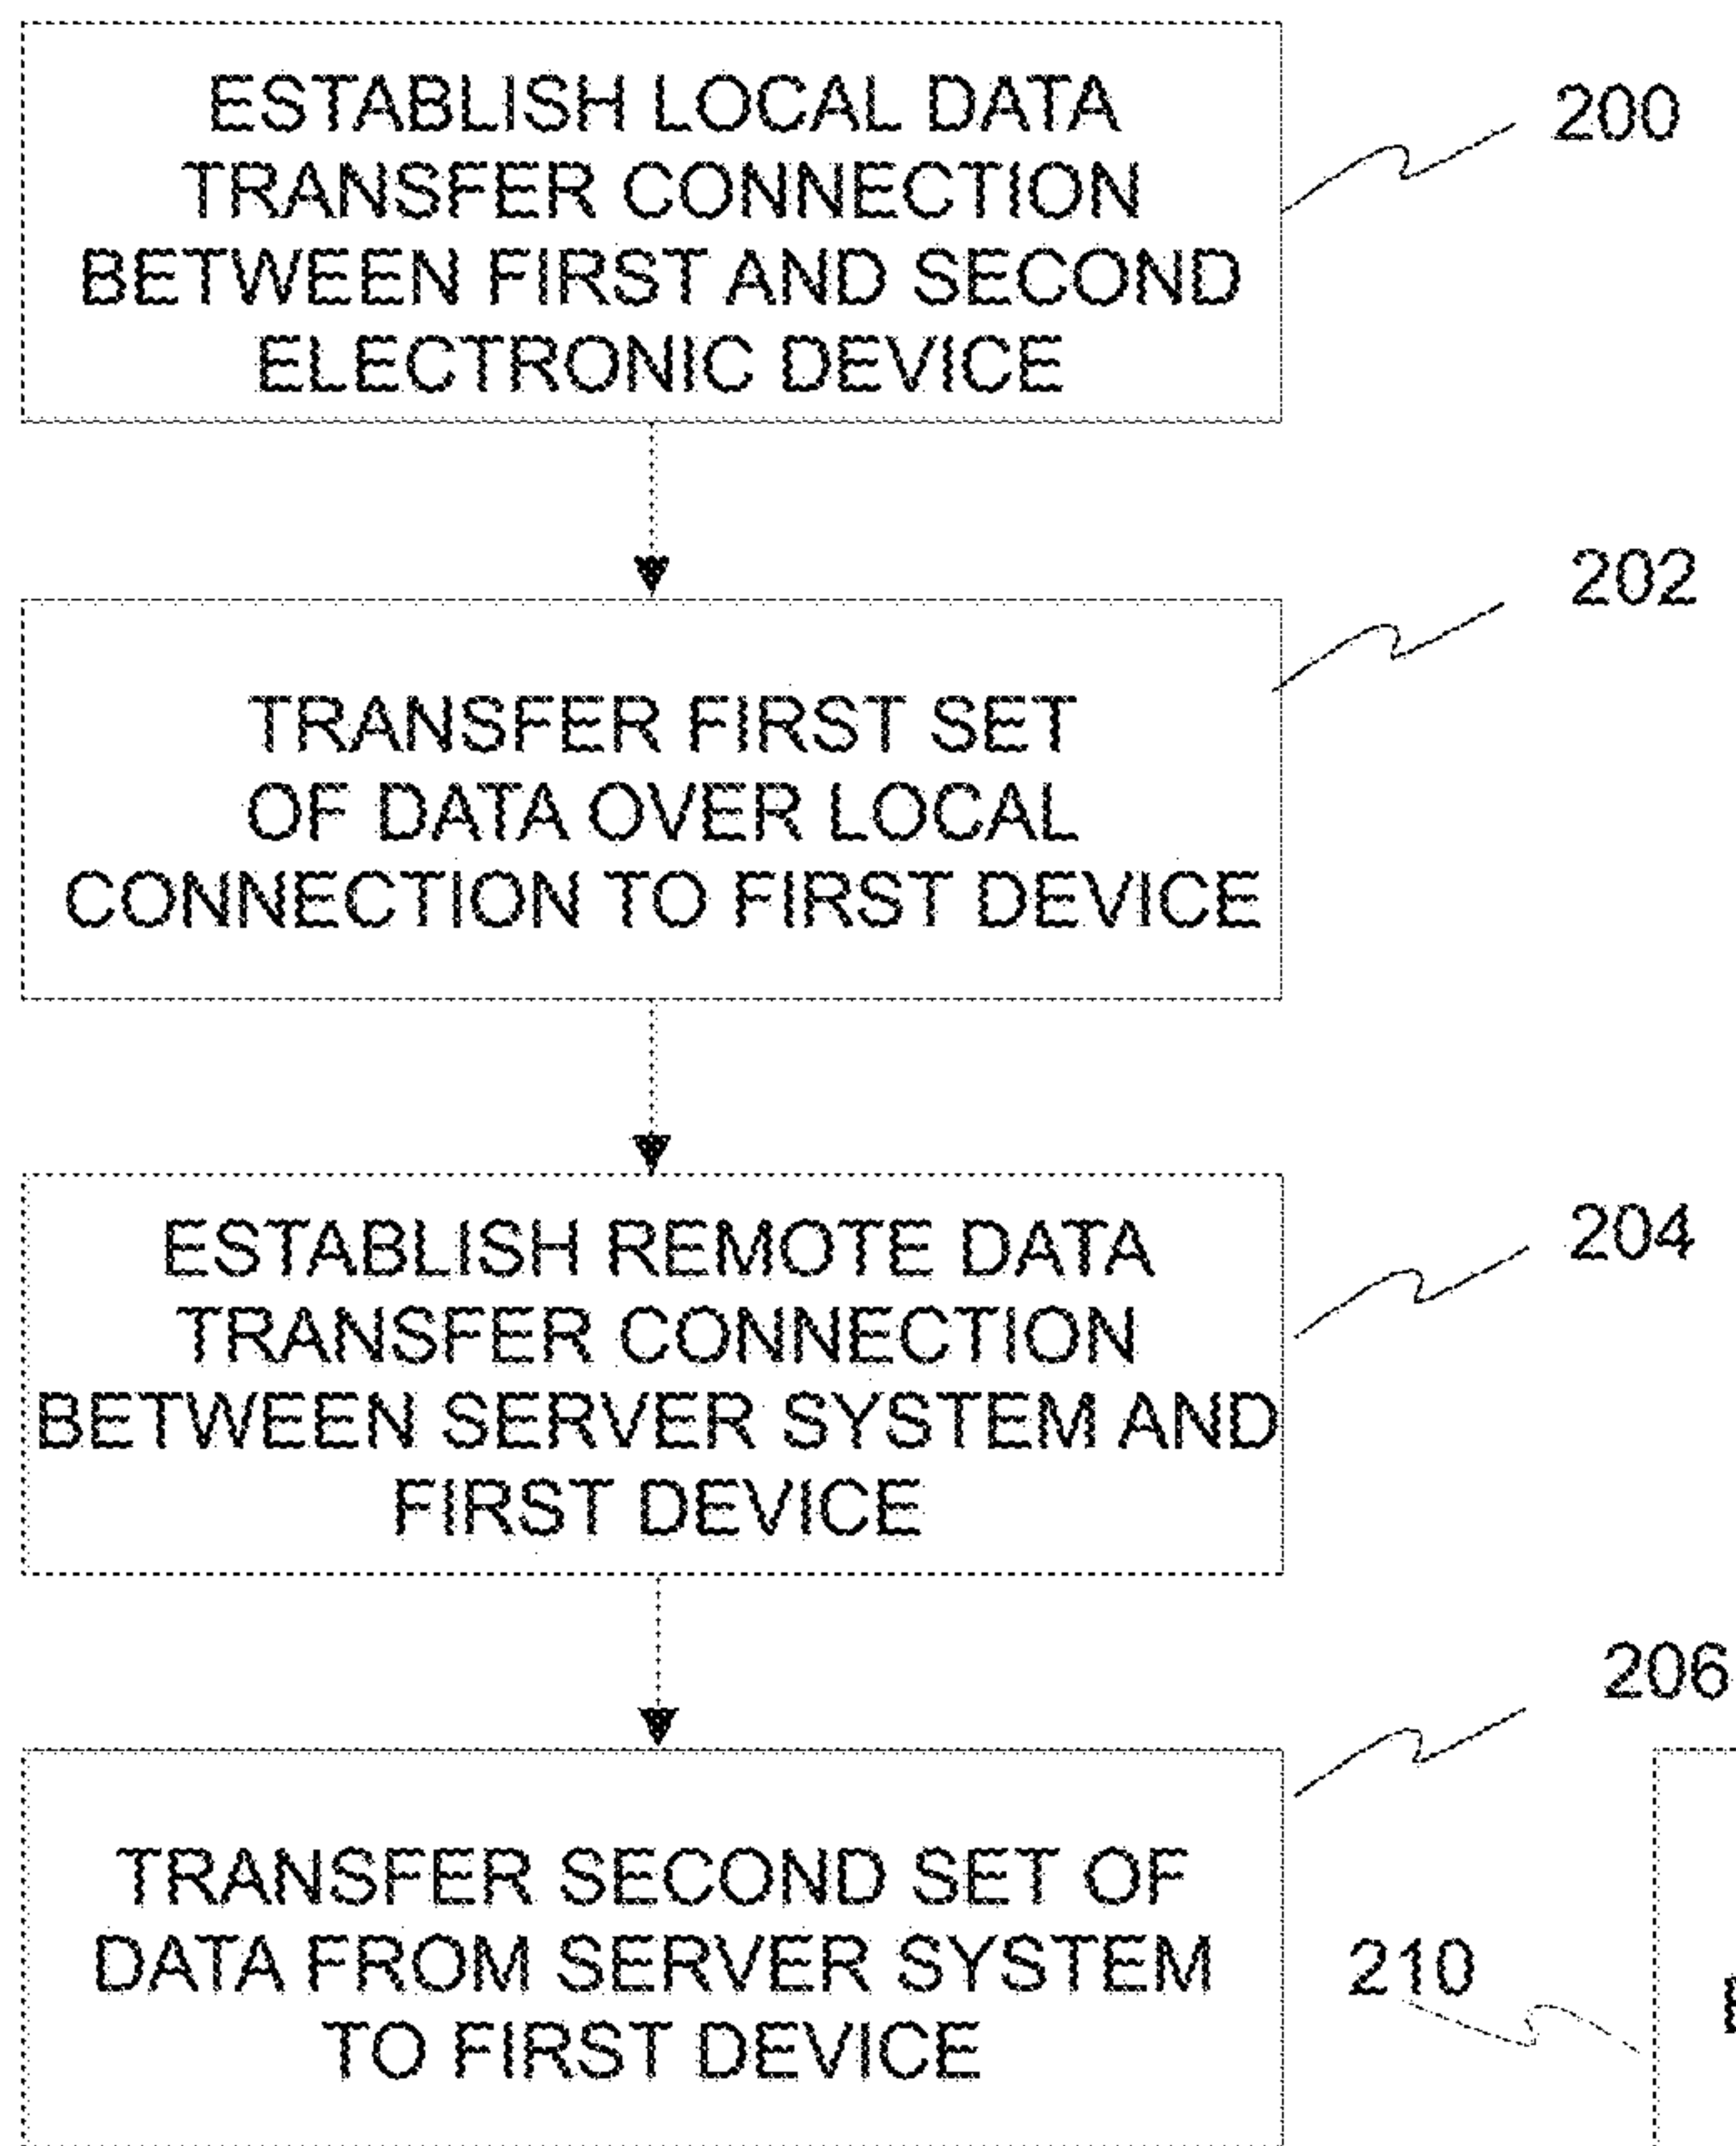 ESTABLISH LOCAL DATA
TRANSFER CONNECTION
BETWEEN FIRST AND SECOND
ELECTRONIC DEVICE
200
TRANSFER FIRST SET
OF DATA OVER LOCAL
CONNECTION TO FIRST DEVICE
202
ESTABLISH REMOTE DATA
TRANSFER CONNECTION
BETWEEN SERVER SYSTEM AND
FIRST DEVICE
204
TRANSFER SECOND SET OF
DATA FROM SERVER SYSTEM
TO FIRST DEVICE
206
210